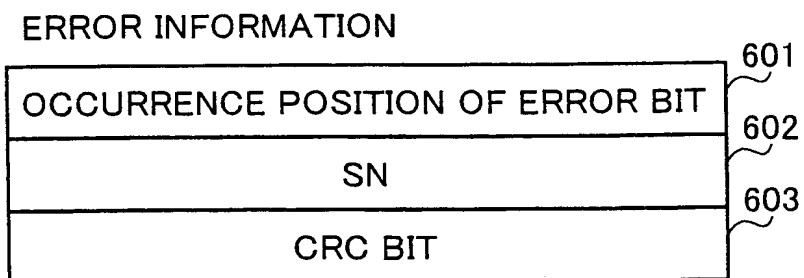 ERROR INFORMATION
601
OCCURRENCE POSITION OF ERROR BIT
602
SN
603
CRC BIT